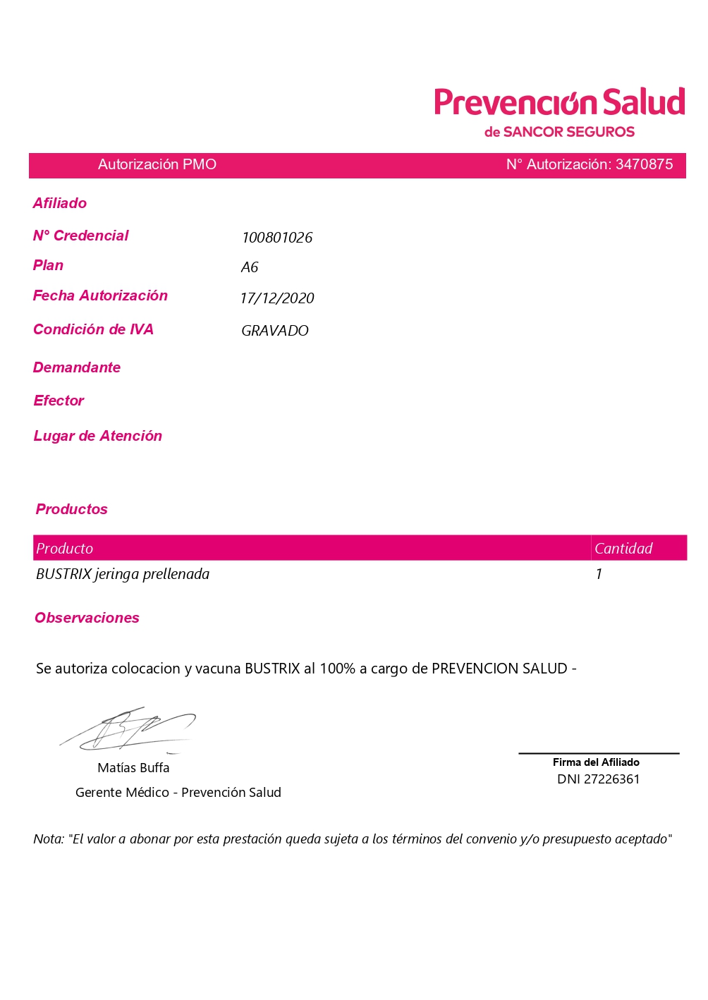 Prevención Salud
de SANCOR SEGUROS
Autorización PMO N° Autorización: 3470875
Afiliado
N° Credencial 100801026
Plan A6
Fecha Autorización 17/12/2020
Condición de IVA GRAVADO
Demandante
Efector
Lugar de Atención
Productos
Producto Cantidad
BUSTRIX jeringa prellenada 1
Observaciones
Se autoriza colocacion y vacuna BUSTRIX al 100% a cargo de PREVENCION SALUD -
Matías Buffa
Gerente Médico - Prevención Salud
Firma del Afiliado
DNI 27226361
Nota: "El valor a abonar por esta prestación queda sujeta a los términos del convenio y/o presupuesto aceptado"